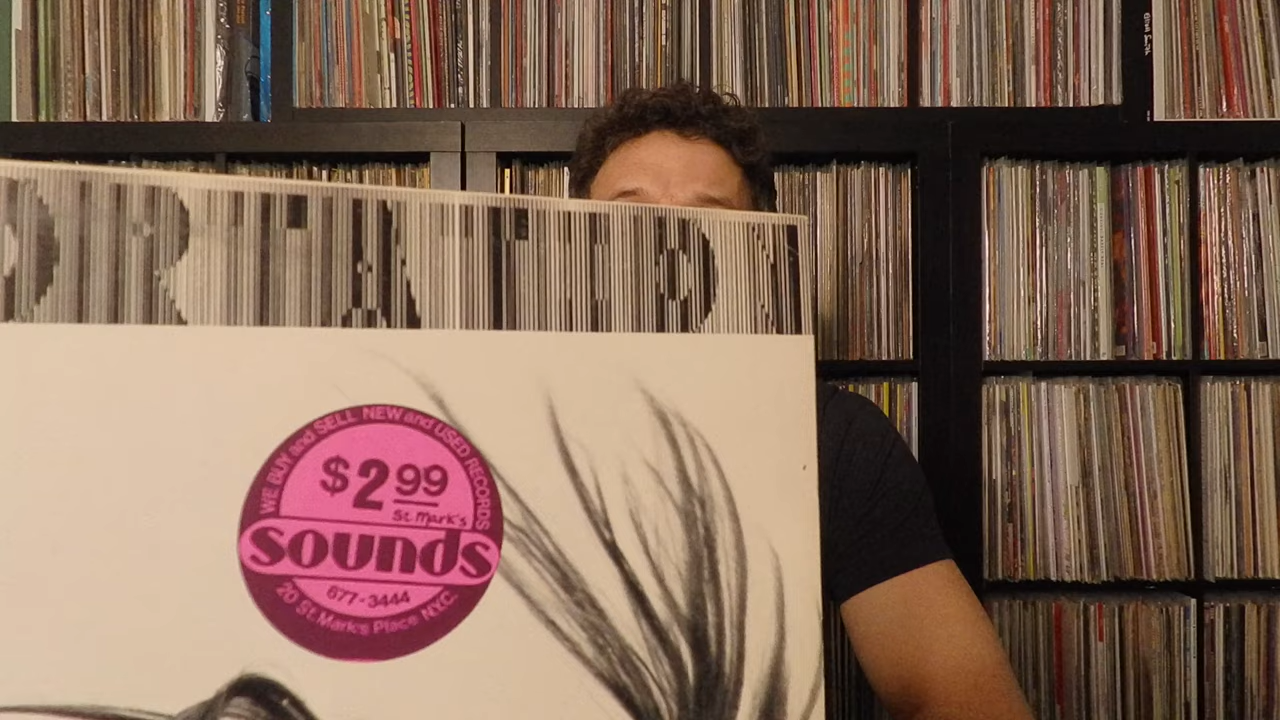 ORATION
WE BUY and SELL NEW and USED RECORDS
$2.99
St. Mark's
Sounds
677-3444
20 St. Mark's Place N.Y.C.